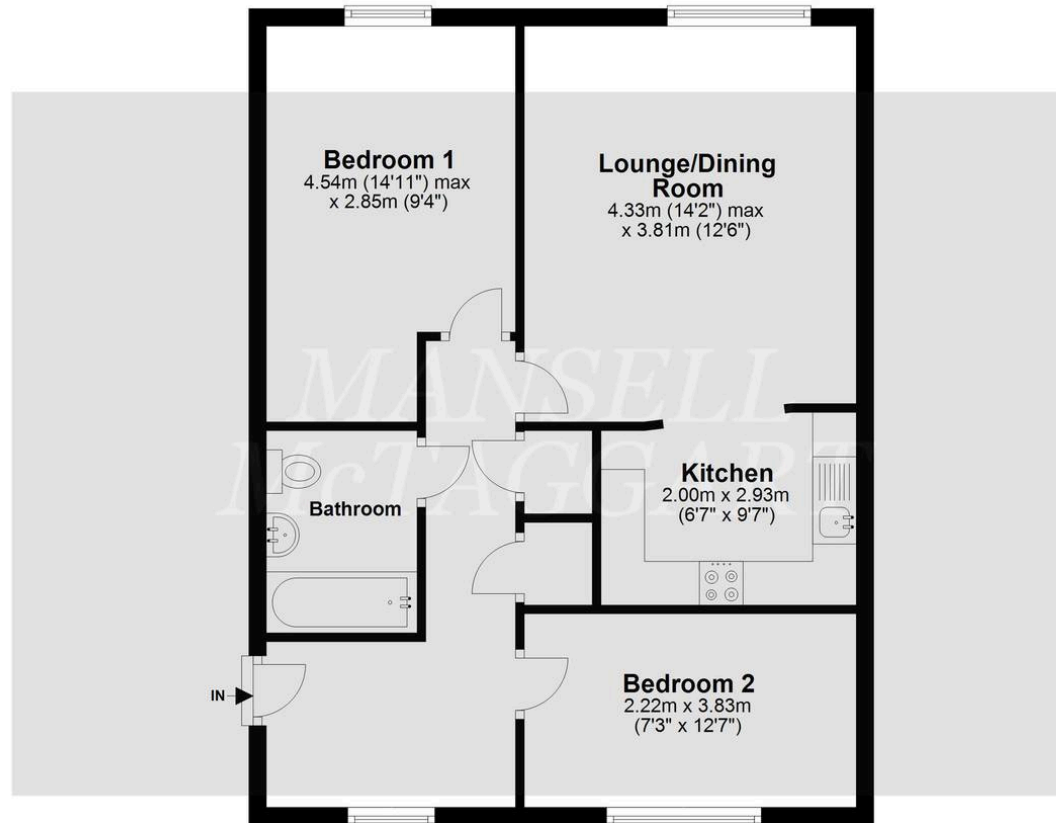 Bedroom 1
4.54m (14'11") max
x 2.85m (9'4")
Lounge/Dining
Room
4.33m (14'2") max
x 3.81m (12'6")
MANSELL
McTAGGART
Kitchen
2.00m x 2.93m
(6'7" x 9'7")
Bathroom
IN
Bedroom 2
2.22m x 3.83m
(7'3" x 12'7")